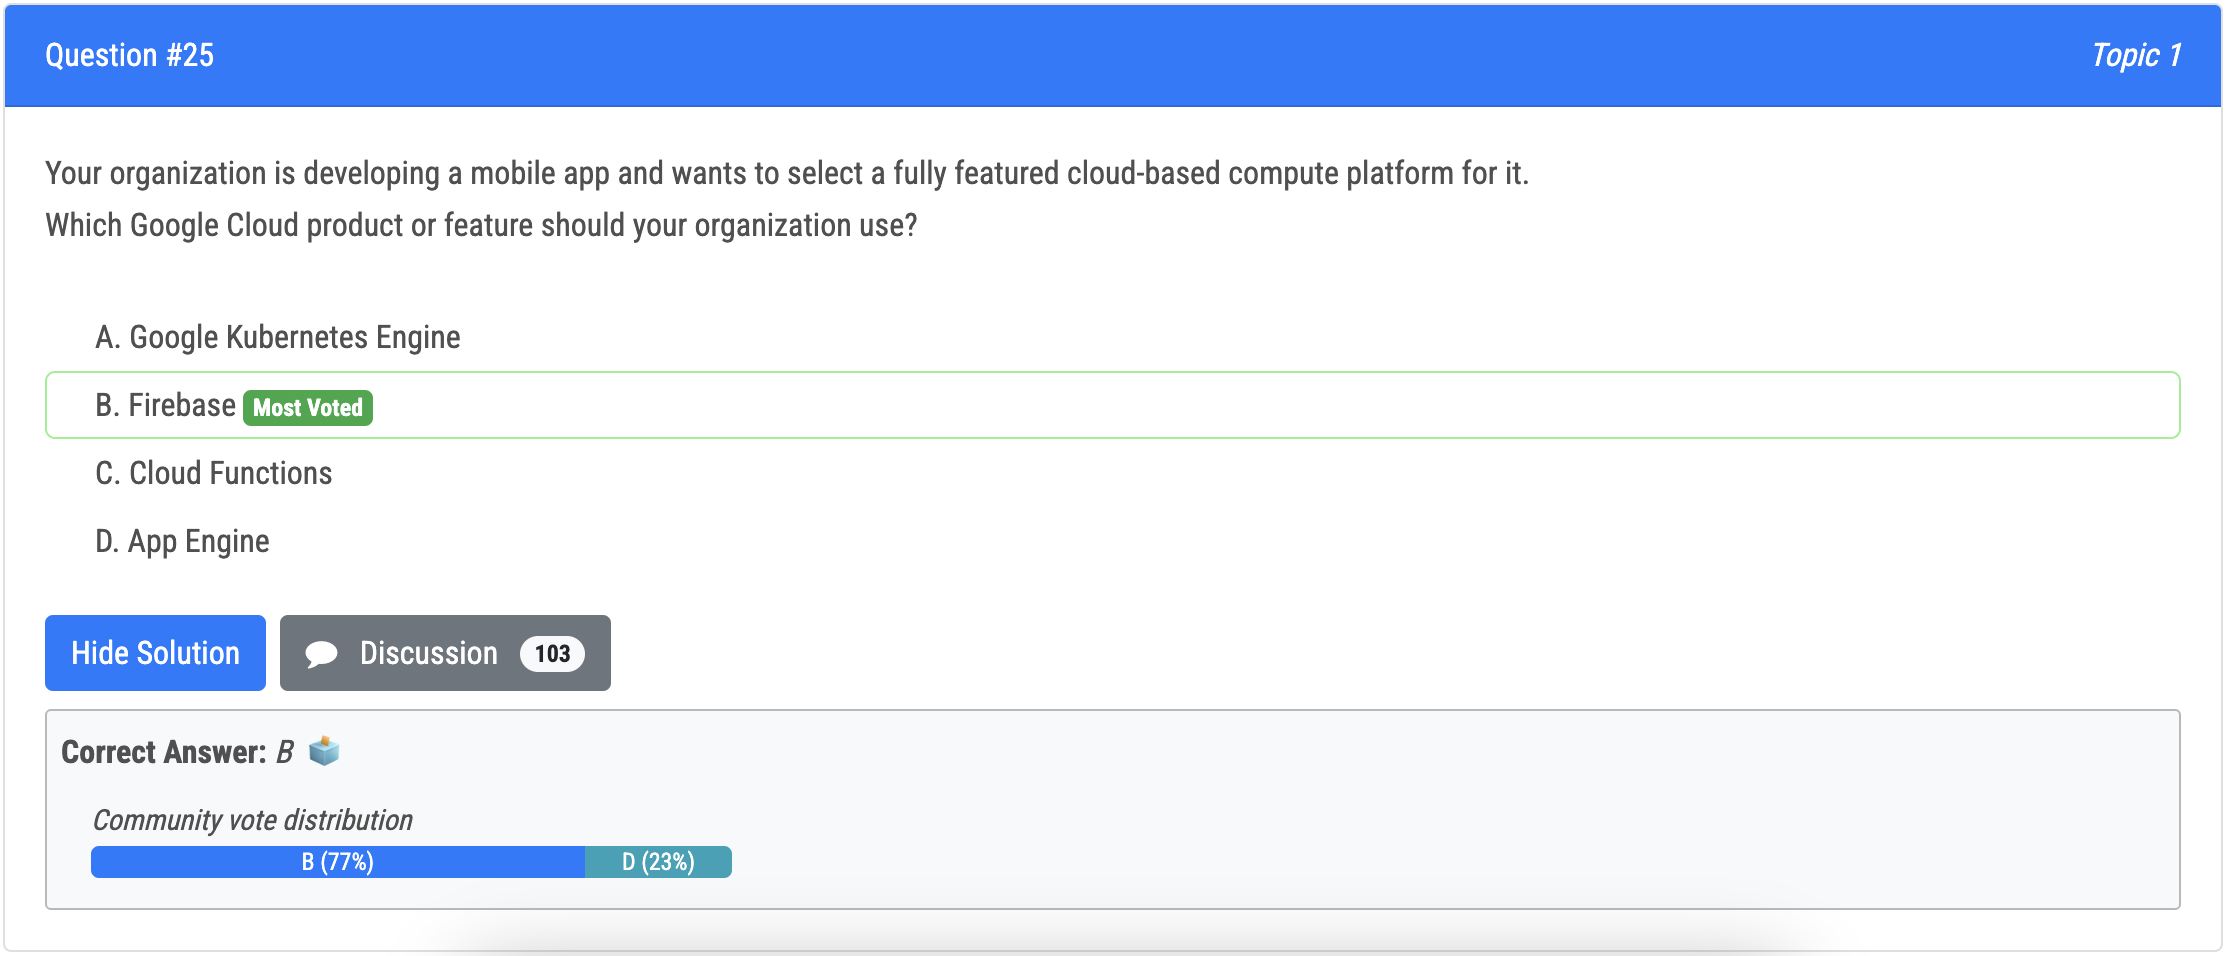 Question #25
Topic 1
Your organization is developing a mobile app and wants to select a fully featured cloud-based compute platform for it.
Which Google Cloud product or feature should your organization use?
A. Google Kubernetes Engine
B. Firebase Most Voted
C. Cloud Functions
D. App Engine
Hide Solution
Discussion 103
Correct Answer: B
Community vote distribution
B (77%) D (23%)